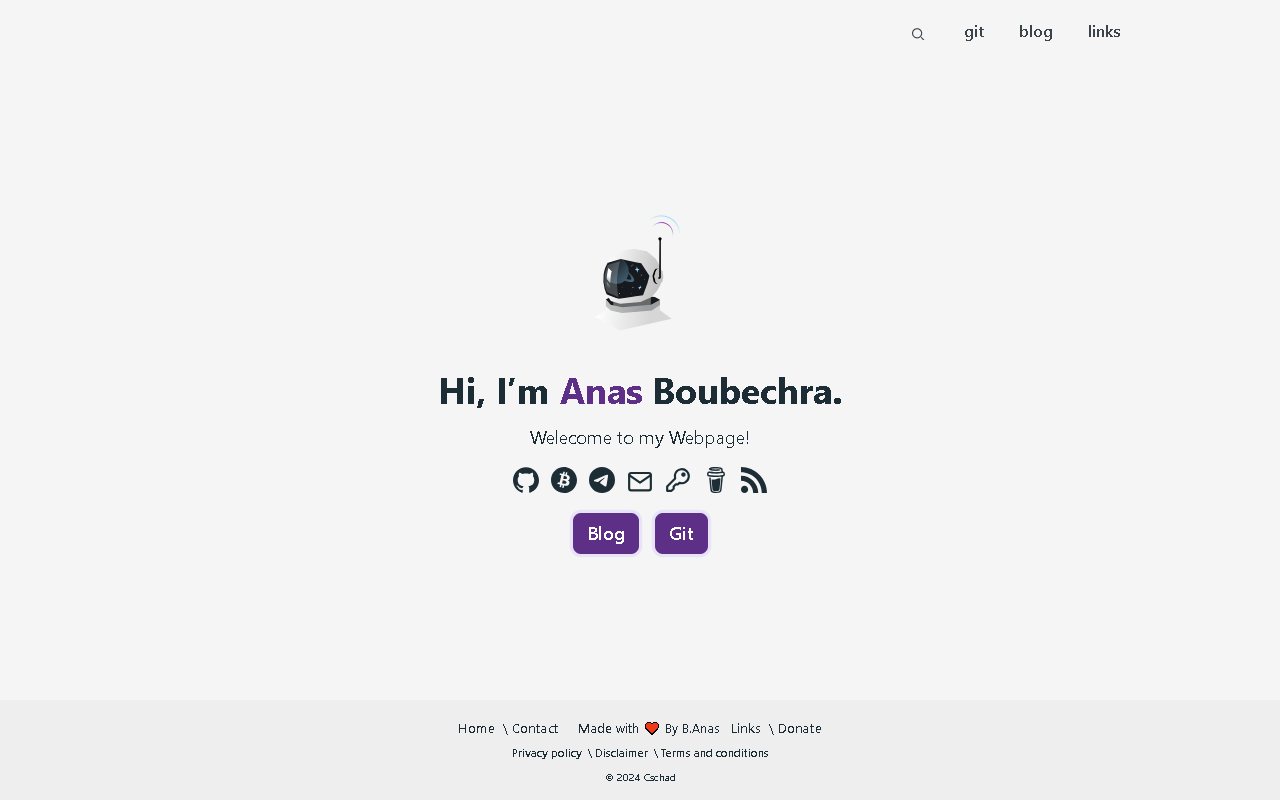 git blog links
Hi, I'm Anas Boubechra.
Welecome to my Webpage!
Blog Git
Home \ Contact Made with ❤ By B.Anas Links \ Donate
Privacy policy \ Disclaimer \ Terms and conditions
© 2024 Cschad